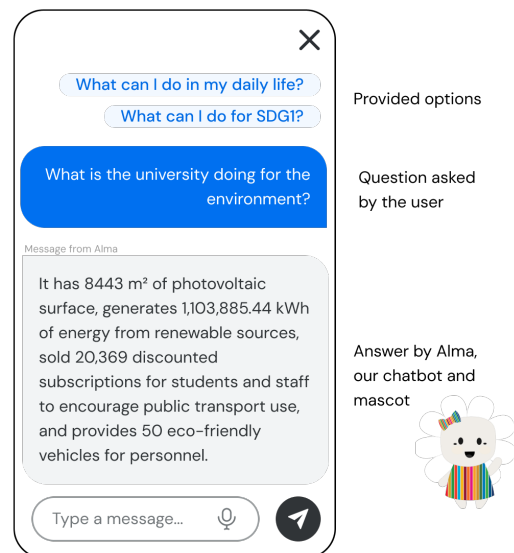 What can I do in my daily life?
What can I do for SDG1?
Provided options
What is the university doing for the
environment?
Question asked
by the user
Message from Alma
It has 8443 m² of photovoltaic
surface, generates 1,103,885.44 kWh
of energy from renewable sources,
sold 20,369 discounted
subscriptions for students and staff
to encourage public transport use,
and provides 50 eco-friendly
vehicles for personnel.
Answer by Alma,
our chatbot and
mascot
Type a message...